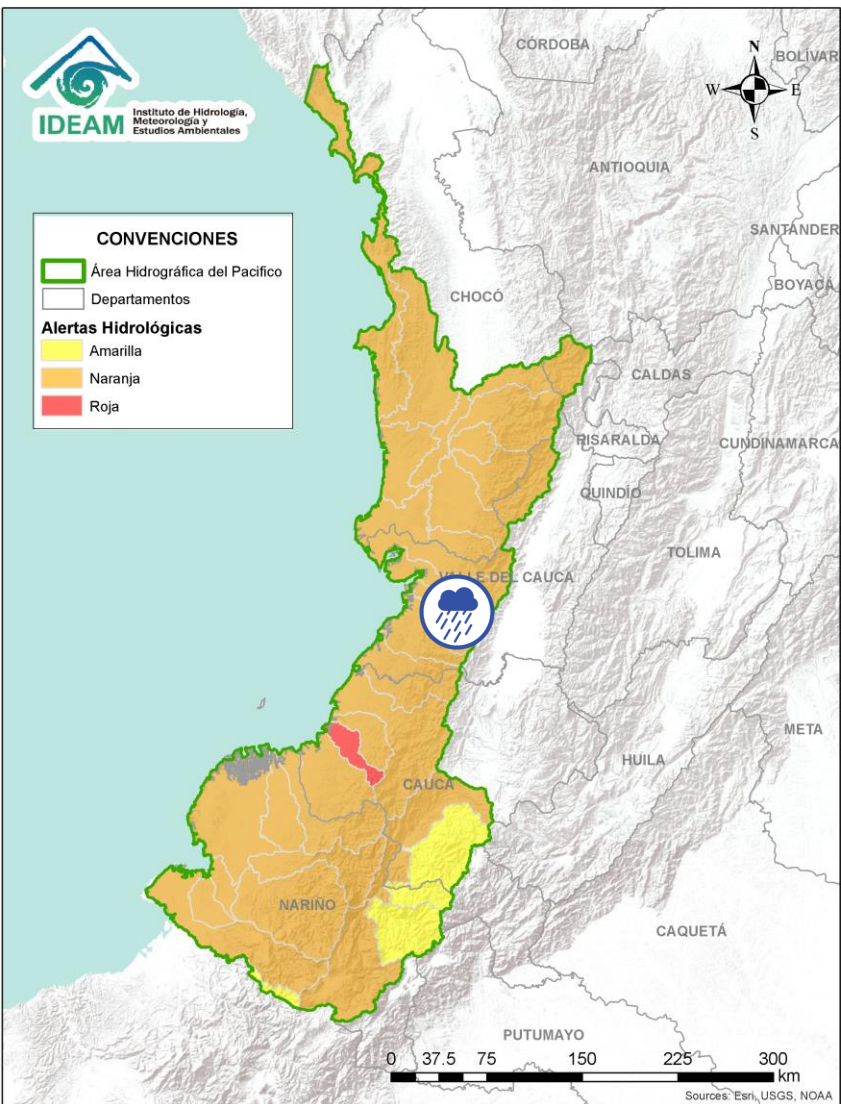 IDEAM
Instituto de Hidrología,
Meteorología y
Estudios Ambientales
CÓRDOBA
BOLÍVAR
N
W
E
S
ANTIOQUIA
SANTANDER
BOYACÁ
CONVENCIONES
Área Hidrográfica del Pacifico
Departamentos
Alertas Hidrológicas
Amarilla
Naranja
Roja
CHOCÓ
CALDAS
RISARALDA
CUNDINAMARCA
QUINDÍO
TOLIMA
VALLE DEL CAUCA
META
HUILA
CAUCA
NARIÑO
CAQUETÁ
PUTUMAYO
0 37.5 75 150 225 300
km
Sources: Esri, USGS, NOAA